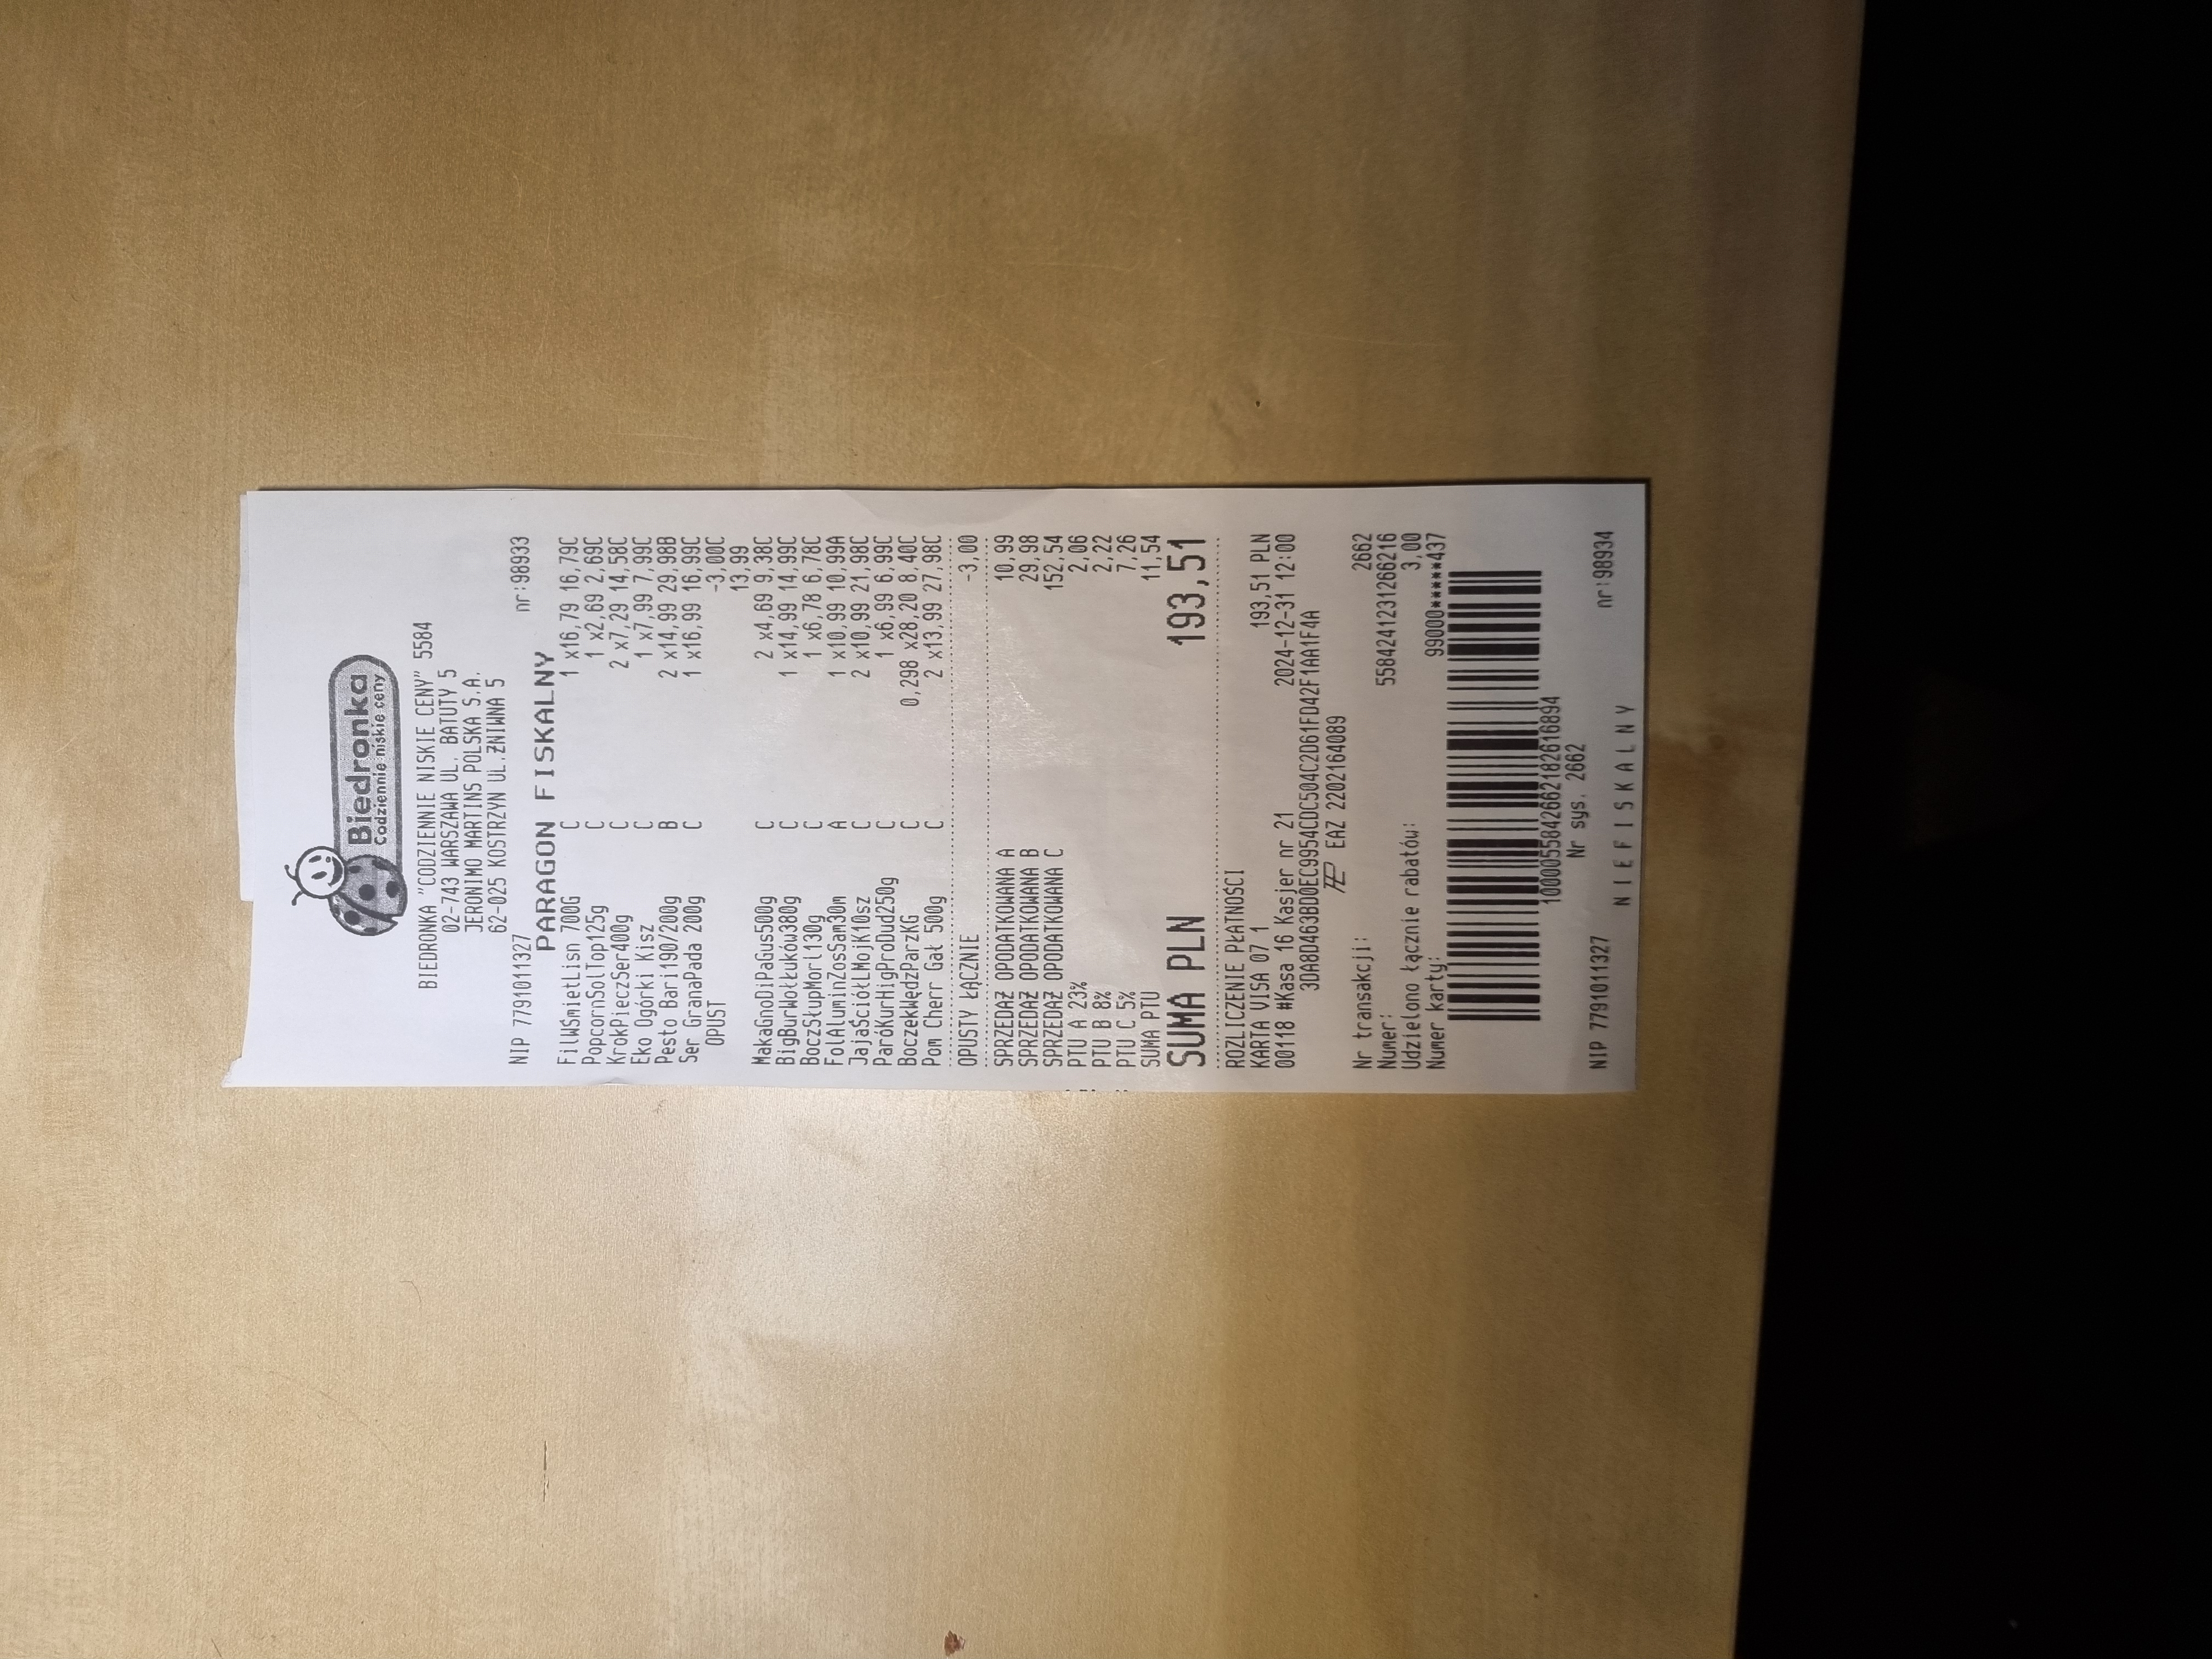 Biedronka
Codziennie niskie ceny
BIEDRONKA "CODZIENNIE NISKIE CENY" 5584
02-743 WARSZAWA UL. BATUTY 5
JERONIMO MARTINS POLSKA S.A.
62-025 KOSTRZYN UL.ŻNIWNA 5
NIP 7791011327 nr:98933
PARAGON FISKALNY
FilWŚmietLisn 700G C 1 x16,79 16,79C
PopcornSolTop125g C 1 x2,69 2,69C
KrokPieczSer400g C 2 x7,29 14,58C
Eko Ogórki Kisz C 1 x7,99 7,99C
Pesto Bari190/200g B 2 x14,99 29,98B
Ser GranaPada 200g C 1 x16,99 16,99C
OPUST -3,00C
13,99
MakaGnoDiPaGus500g C 2 x4,69 9,38C
BigBurWołŁuków380g C 1 x14,99 14,99C
BoczSłupMorl130g C 1 x6,78 6,78C
FolAluminZosSam30m A 1 x10,99 10,99A
JajaŚciółLMojK10sz C 2 x10,99 21,98C
ParóKurHigProDud250g C 1 x6,99 6,99C
BoczekWędzParzKG C 0,298 x28,20 8,40C
Pom Cherr Gał 500g C 2 x13,99 27,98C
OPUSTY ŁĄCZNIE -3,00
SPRZEDAŻ OPODATKOWANA A 10,99
SPRZEDAŻ OPODATKOWANA B 29,98
SPRZEDAŻ OPODATKOWANA C 152,54
PTU A 23% 2,06
PTU B 8% 2,22
PTU C 5% 7,26
SUMA PTU 11,54
SUMA PLN 193,51
ROZLICZENIE PŁATNOŚCI
KARTA VISA 07 1 193,51 PLN
00118 #Kasa 16 Kasjer nr 21 2024-12-31 12:00
3DA8D463BD0EC9954CDC504C2D61FD42F1AA1F4A
EAZ 2202164089
Nr transakcji: 2662
Numer: 5584241231266216
Udzielono łącznie rabatów: 3,00
Numer karty: 99000*****437
1000055842662182616894
Nr sys. 2662
NIP 7791011327 nr:98934
NIEFISKALNY